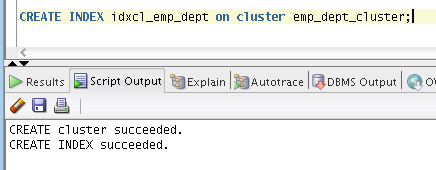 CREATE INDEX idxcl_emp_dept on cluster emp_dept_cluster;
Results Script Output Explain Autotrace DBMS Output
CREATE cluster succeeded.
CREATE INDEX succeeded.